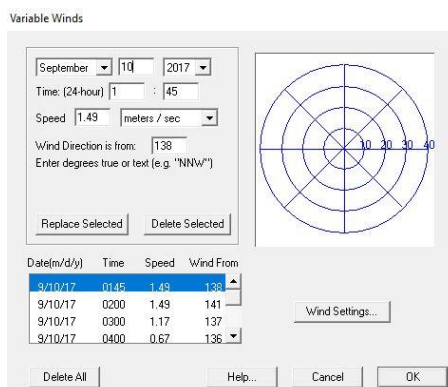 Variable Winds
September 10 2017
Time: (24-hour) 1 : 45
Speed 1.49 meters / sec
Wind Direction is from: 138
Enter degrees true or text (e.g. "NNW")
Replace Selected Delete Selected
10 20 30 40
Date(m/d/y) Time Speed Wind From
9/10/17 0145 1.49 138
9/10/17 0200 1.49 141
9/10/17 0300 1.17 137
9/10/17 0400 0.67 136
Wind Settings...
Delete All Help... Cancel OK